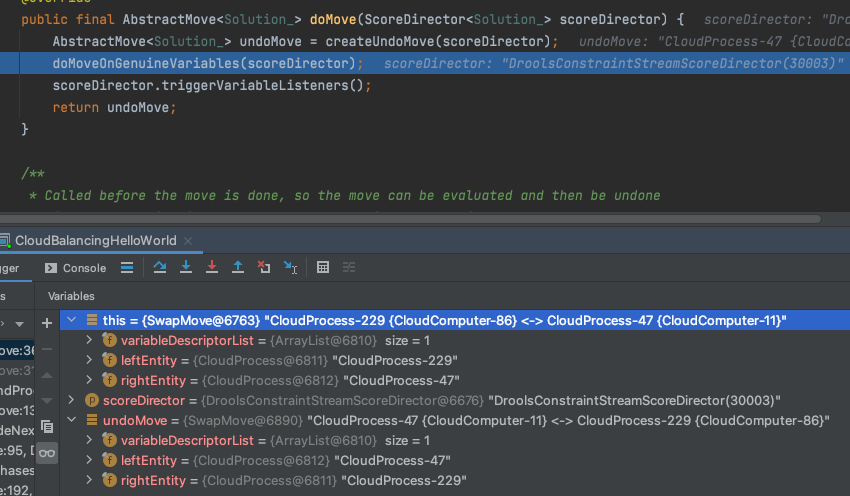 @Override
public final AbstractMove<Solution_> doMove(ScoreDirector<Solution_> scoreDirector) {   scoreDirector: "Dro
AbstractMove<Solution_> undoMove = createUndoMove(scoreDirector);   undoMove: "CloudProcess-47 {CloudCo
doMoveOnGenuineVariables(scoreDirector);   scoreDirector: "DroolsConstraintStreamScoreDirector(30003)"
scoreDirector.triggerVariableListeners();
return undoMove;
}
/**
* Called before the move is done, so the move can be evaluated and then be undone
CloudBalancingHelloWorld
gger
Console
s
Variables
this = {SwapMove@6763} "CloudProcess-229 {CloudComputer-86} <-> CloudProcess-47 {CloudComputer-11}"
ove:36
variableDescriptorList = {ArrayList@6810}  size = 1
ove:31
leftEntity = {CloudProcess@6811} "CloudProcess-229"
ndProc
rightEntity = {CloudProcess@6812} "CloudProcess-47"
ove:13
scoreDirector = {DroolsConstraintStreamScoreDirector@6676} "DroolsConstraintStreamScoreDirector(30003)"
deNex
undoMove = {SwapMove@6890} "CloudProcess-47 {CloudComputer-11} <-> CloudProcess-229 {CloudComputer-86}"
e:95, D
variableDescriptorList = {ArrayList@6810}  size = 1
hases
leftEntity = {CloudProcess@6812} "CloudProcess-47"
e:192,
rightEntity = {CloudProcess@6811} "CloudProcess-229"